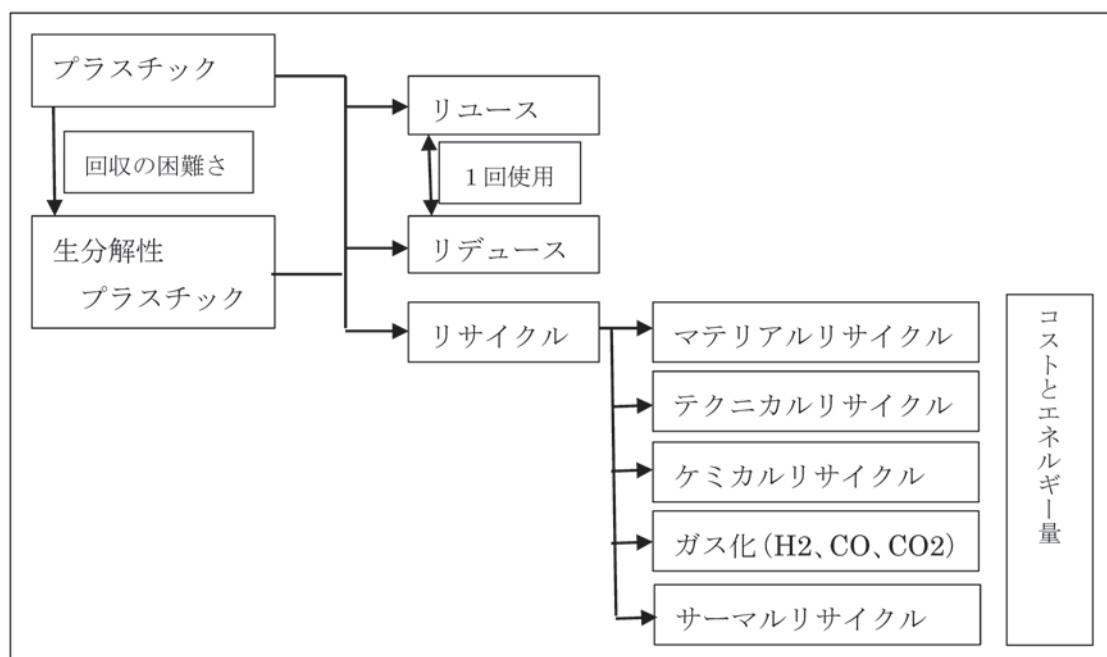 プラスチック
リユース
回収の困難さ
1回使用
生分解性
プラスチック
リデュース
リサイクル
マテリアルリサイクル
テクニカルリサイクル
ケミカルリサイクル
ガス化(H2、CO、CO2)
サーマルリサイクル
コストとエネルギー量